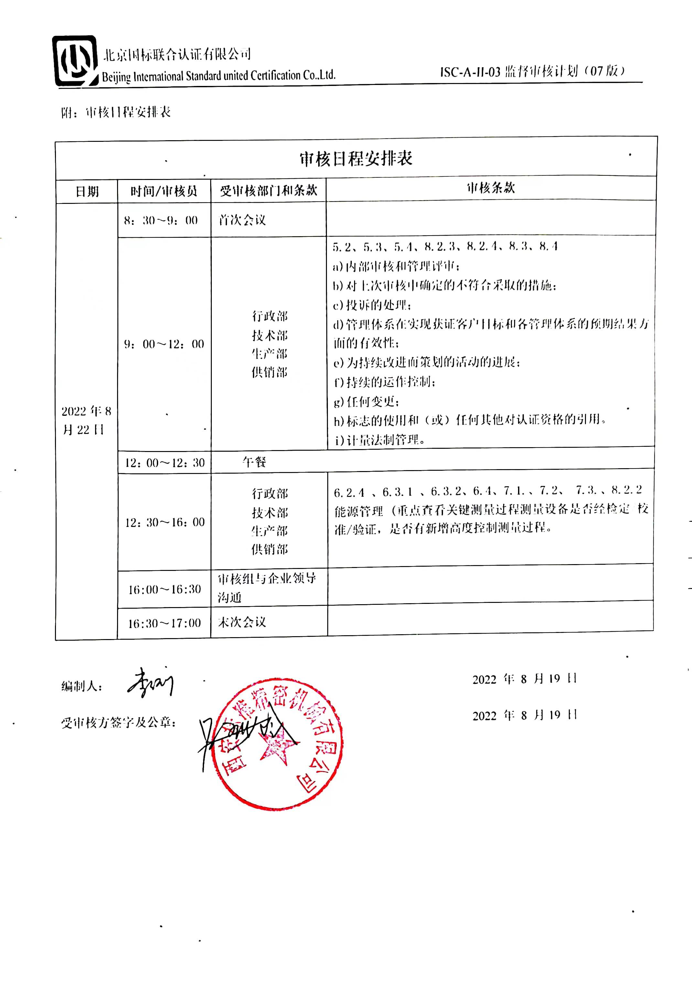 北京国标联合认证有限公司
Beijing International Standard united Certification Co.,Ltd.
ISC-A-II-03 监督审核计划（07 版）
附：审核日程安排表
审核日程安排表
日期
时间/审核员
受审核部门和条款
审核条款
2022 年 8
月 22 日
8：30～9：00
首次会议
9：00～12：00
行政部
技术部
生产部
供销部
5.2、5.3、5.4、8.2.3、8.2.4、8.3、8.4
a)内部审核和管理评审；
b)对上次审核中确定的不符合采取的措施；
c)投诉的处理；
d)管理体系在实现获证客户目标和各管理体系的预期结果方
面的有效性；
e)为持续改进而策划的活动的进展；
f)持续的运作控制；
g)任何变更；
h)标志的使用和（或）任何其他对认证资格的引用。
i)计量法制管理。
12：00～12：30
午餐
12：30～16：00
行政部
技术部
生产部
供销部
6.2.4 、6.3.1 、6.3.2、6.4、7.1.、7.2、 7.3.、8.2.2
能源管理（重点查看关键测量过程测量设备是否经检定/校
准/验证，是否有新增高度控制测量过程。
16:00～16:30
审核组与企业领导
沟通
16:30～17:00
末次会议
编制人：
2022 年 8 月 19 日
受审核方签字及公章：
2022 年 8 月 19 日
精密机械有限公司